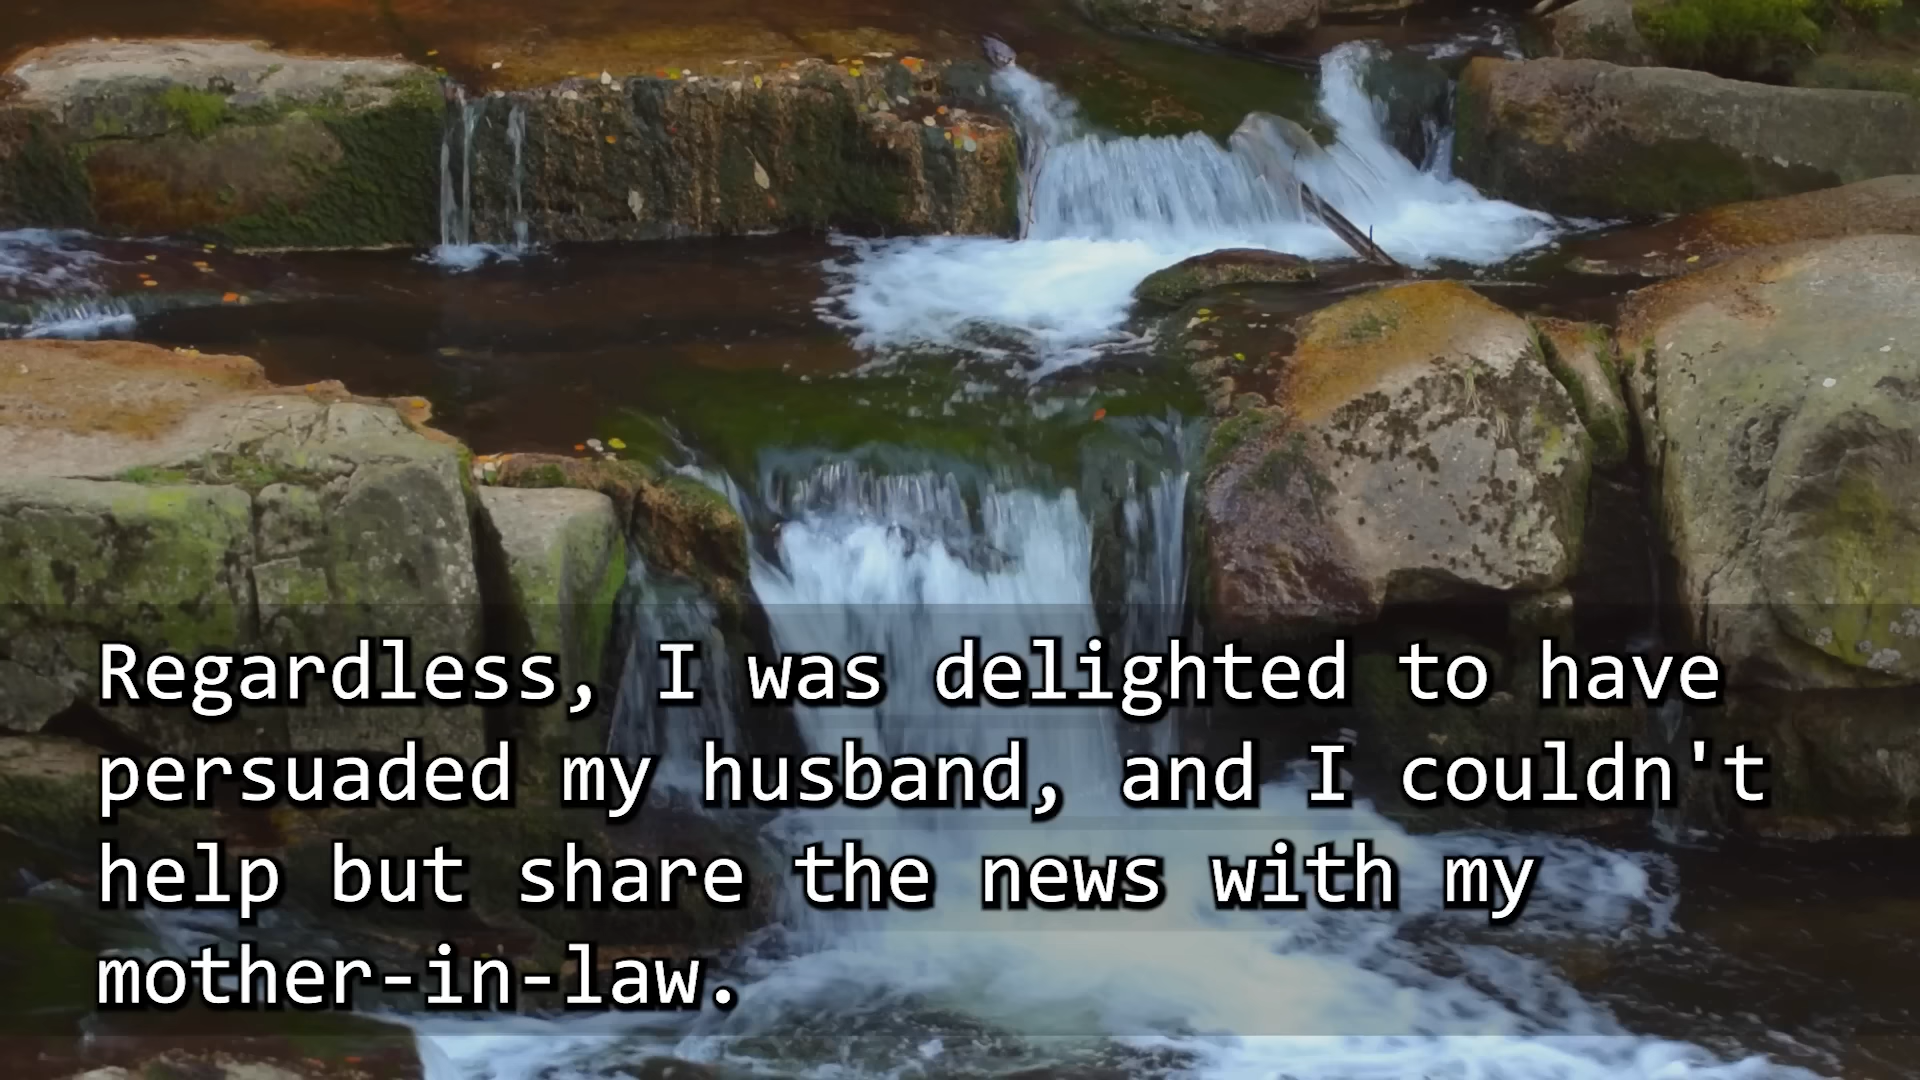 Regardless, I was delighted to have
persuaded my husband, and I couldn't
help but share the news with my
mother-in-law.